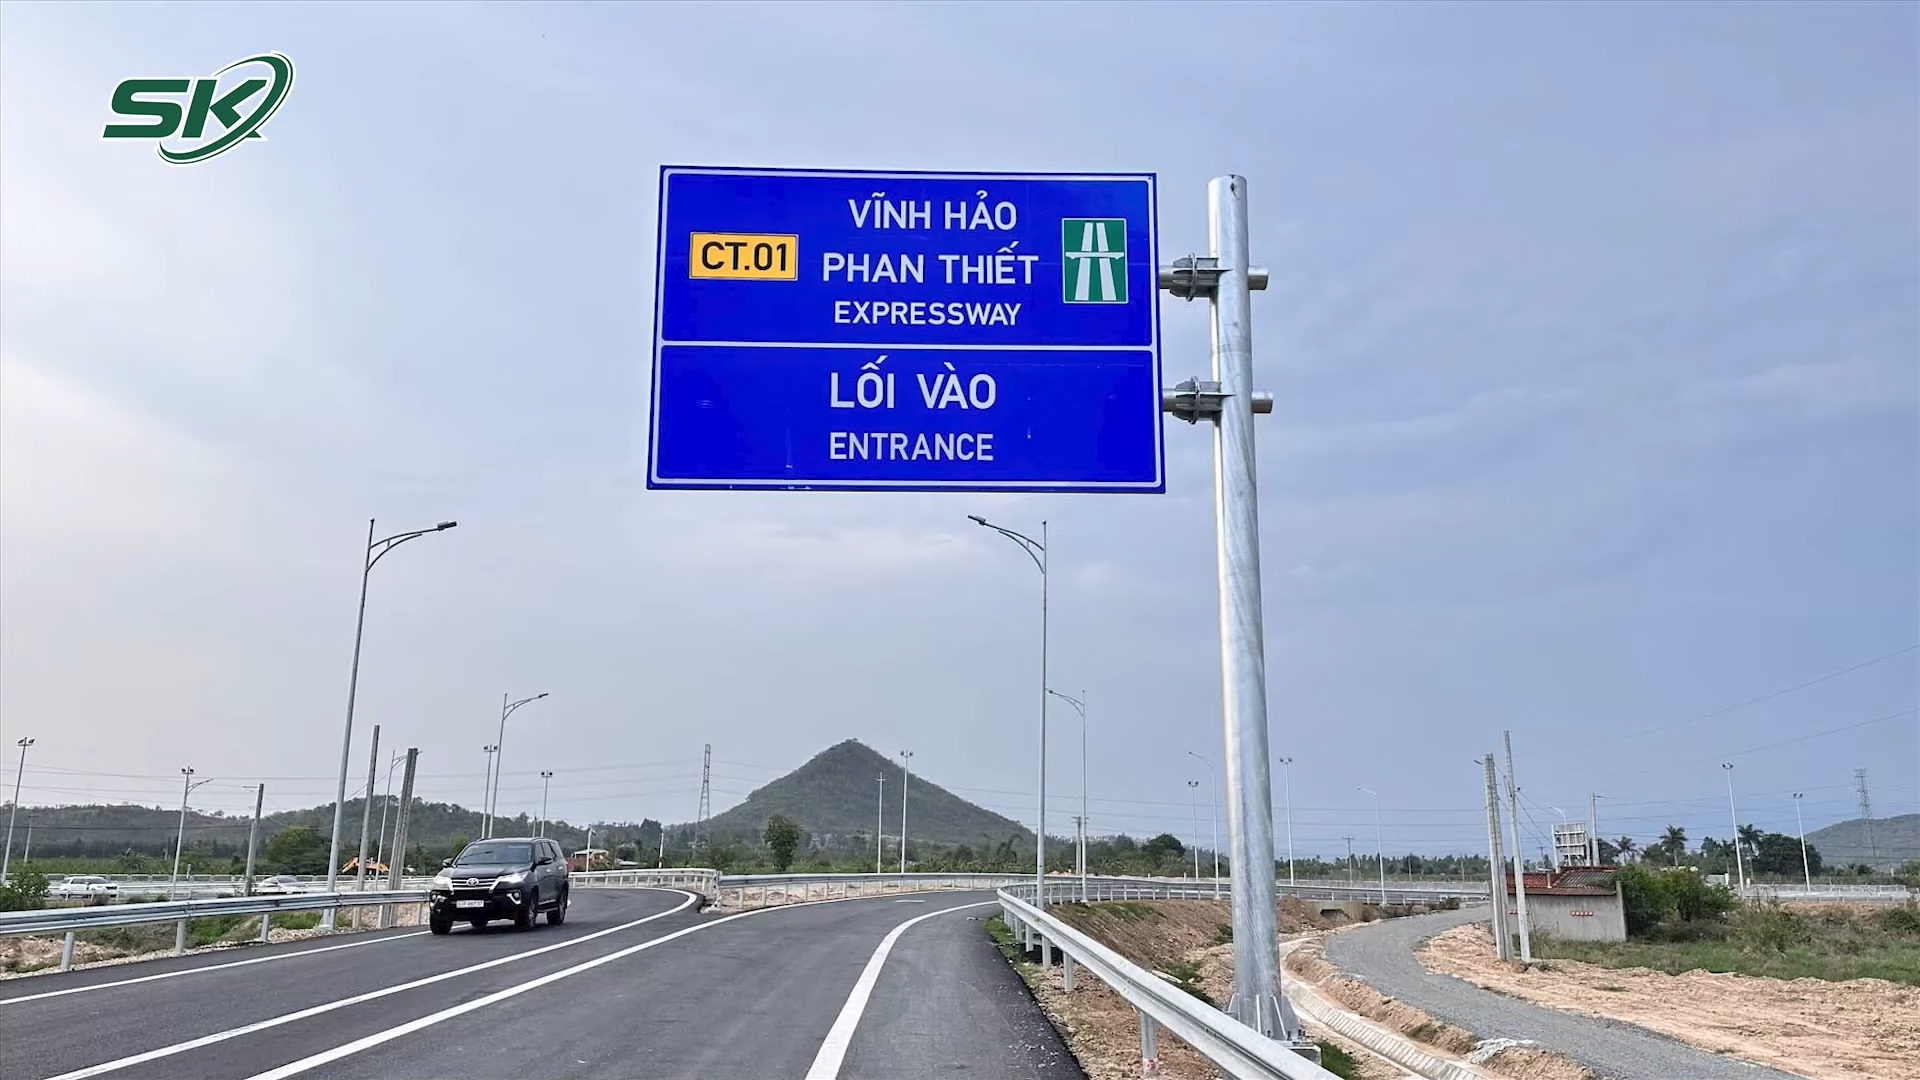 SK
VĨNH HẢO
CT.01
PHAN THIẾT
EXPRESSWAY
LỐI VÀO
ENTRANCE